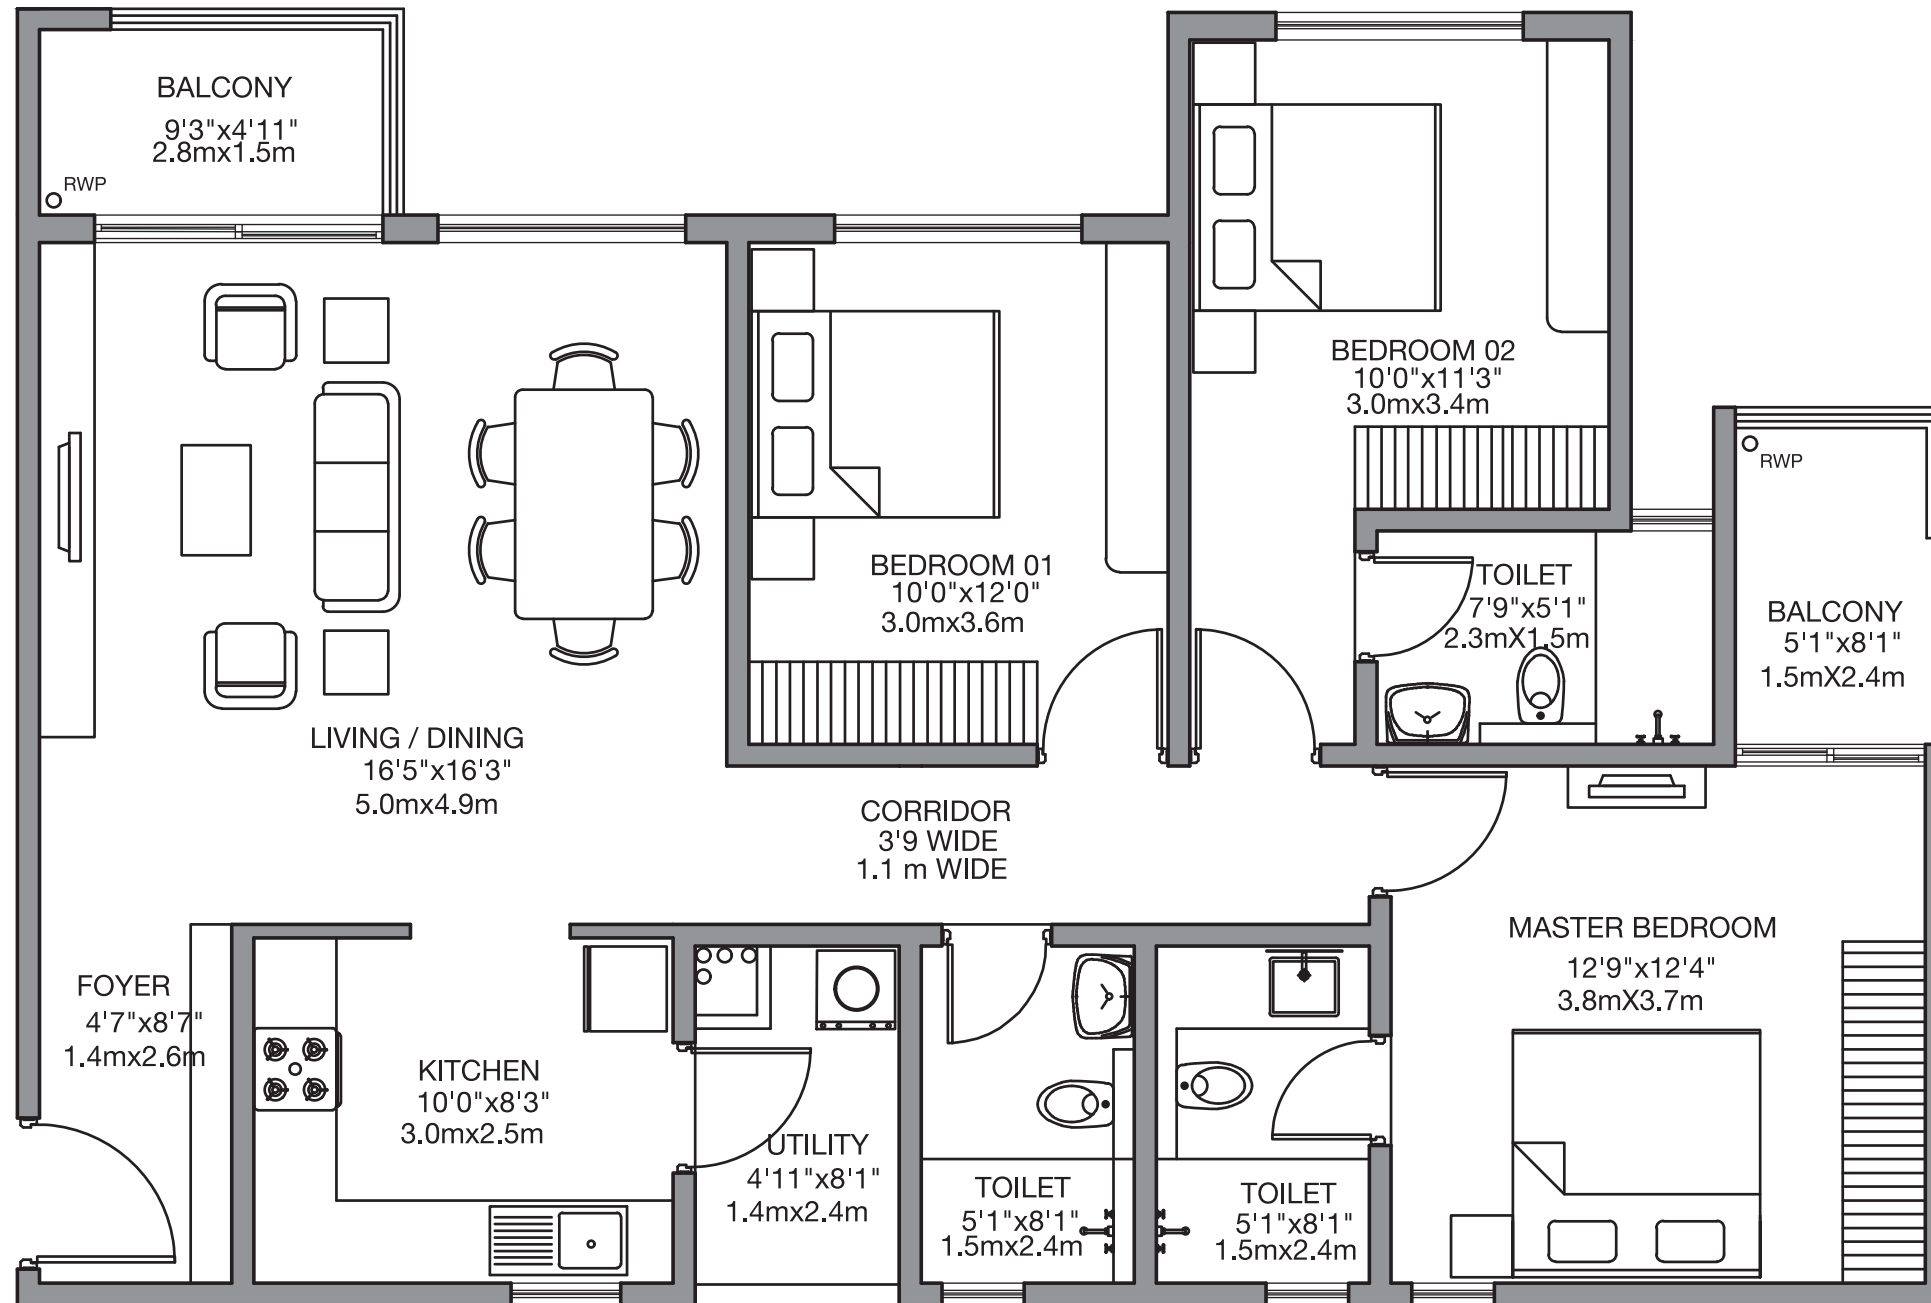 BALCONY
9'3"x4'11"
2.8mx1.5m
RWP
BEDROOM 02
10'0"x11'3"
3.0mx3.4m
RWP
BEDROOM 01
10'0"x12'0"
3.0mx3.6m
TOILET
7'9"x5'1"
2.3mX1.5m
BALCONY
5'1"x8'1"
1.5mX2.4m
LIVING / DINING
16'5"x16'3"
5.0mx4.9m
CORRIDOR
3'9 WIDE
1.1 m WIDE
MASTER BEDROOM
12'9"x12'4"
3.8mX3.7m
FOYER
4'7"x8'7"
1.4mx2.6m
KITCHEN
10'0"x8'3"
3.0mx2.5m
UTILITY
4'11"x8'1"
1.4mx2.4m
TOILET
5'1"x8'1"
1.5mx2.4m
TOILET
5'1"x8'1"
1.5mx2.4m